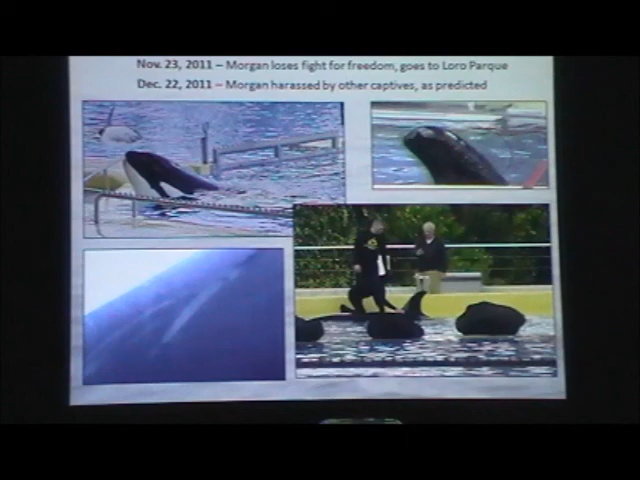 Nov. 23, 2011 – Morgan loses fight for freedom, goes to Loro Parque
Dec. 22, 2011 – Morgan harassed by other captives, as predicted